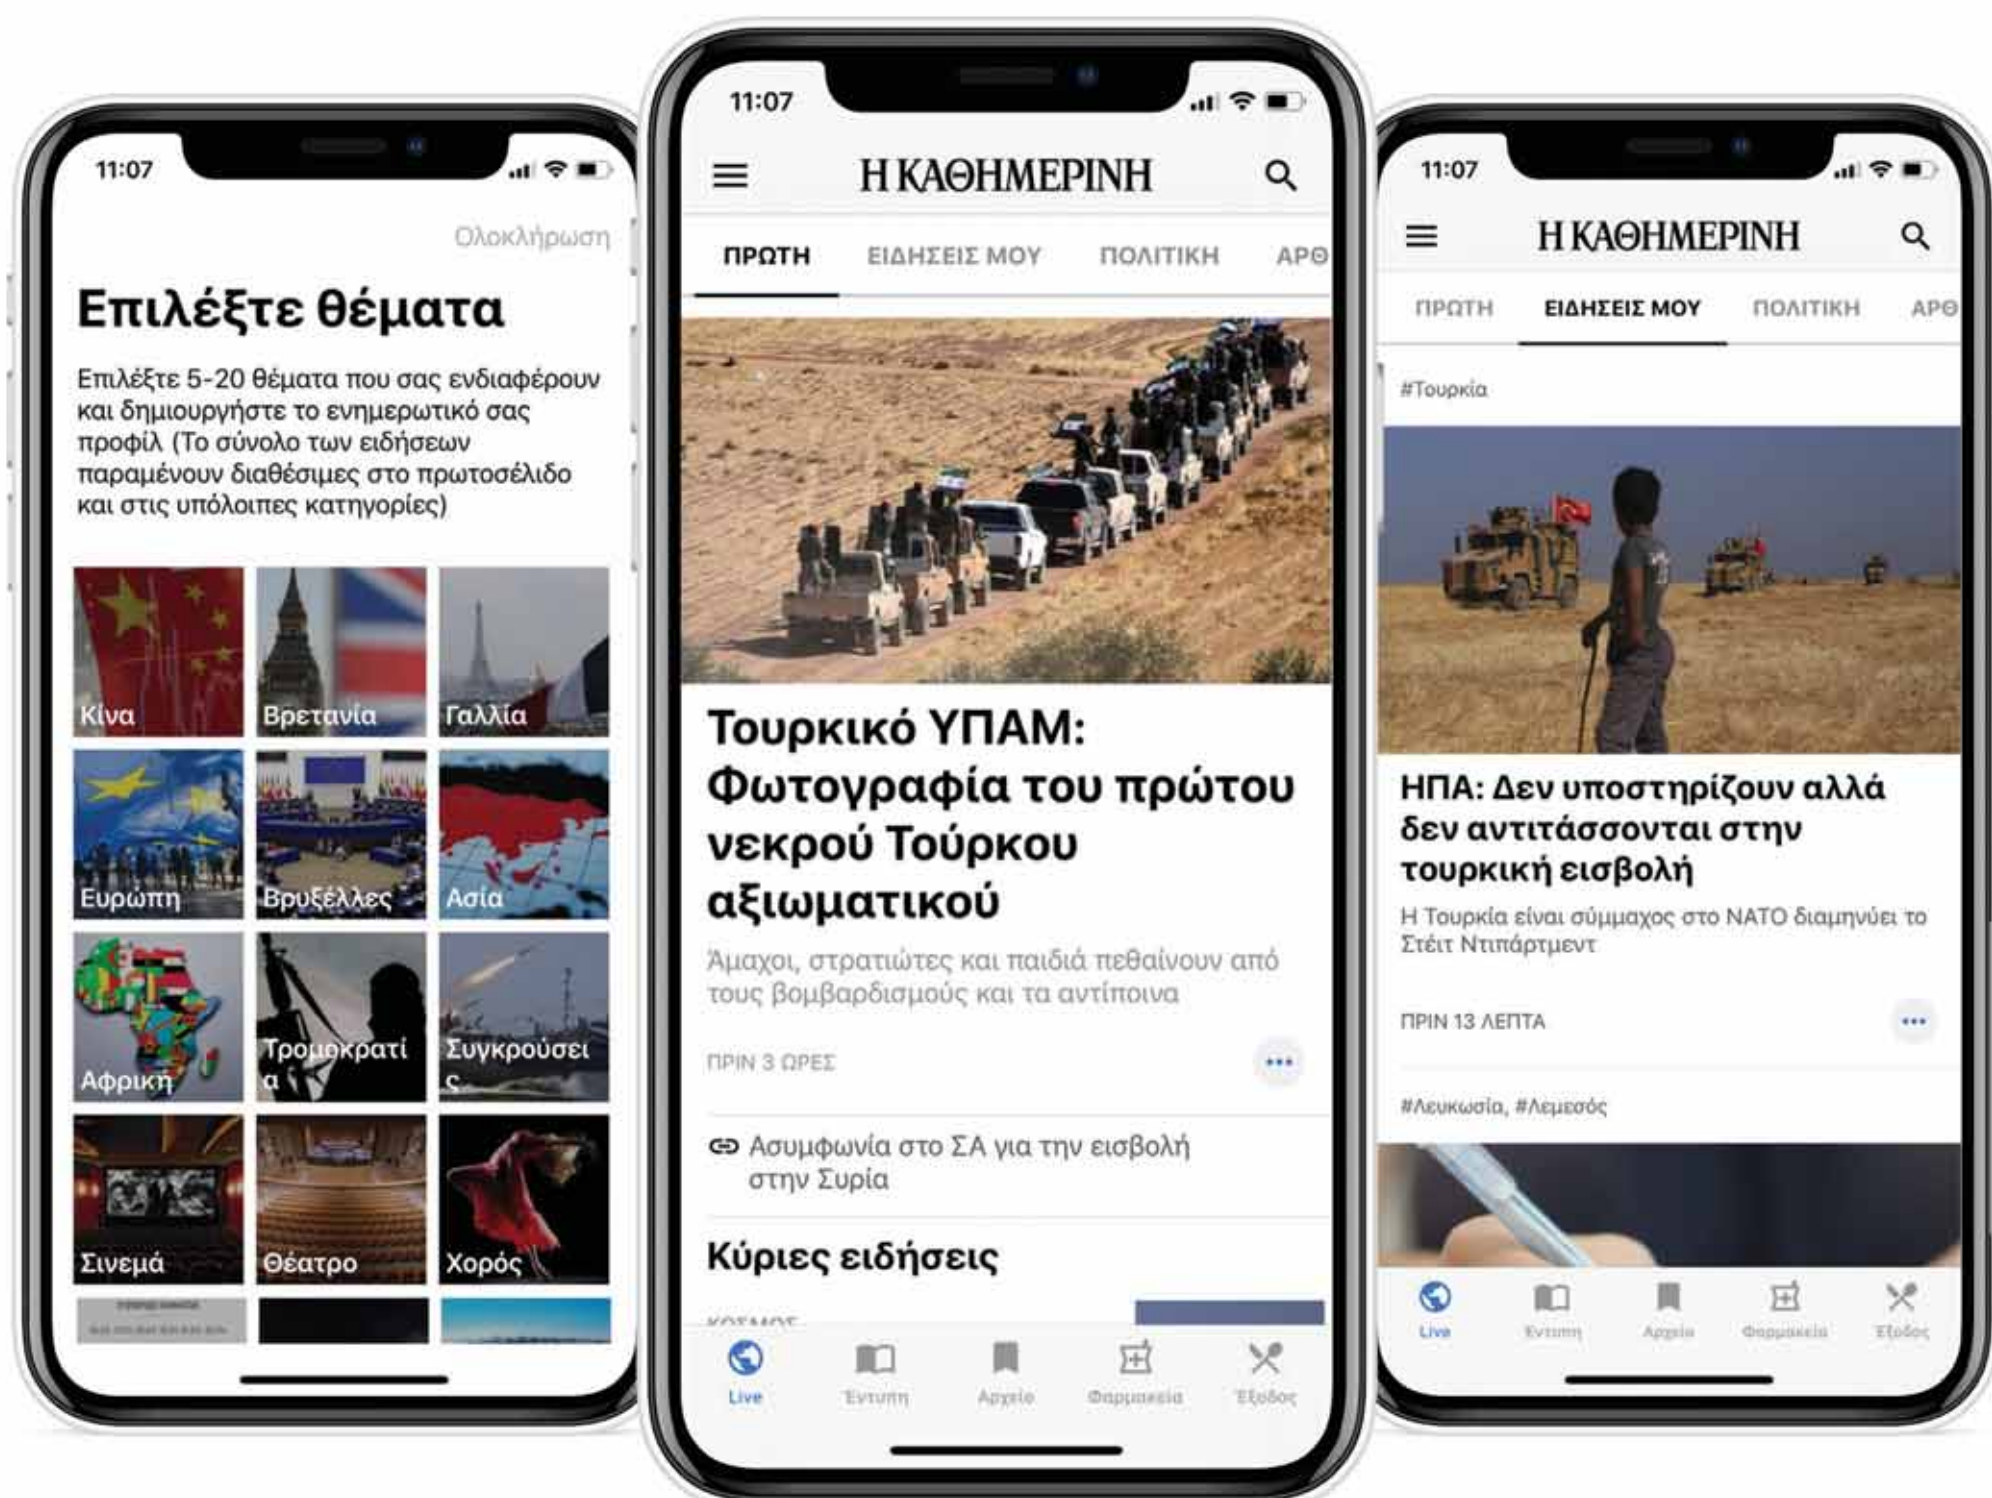 11:07
Ολοκλήρωση
Επιλέξτε θέματα
Επιλέξτε 5-20 θέματα που σας ενδιαφέρουν
και δημιουργήστε το ενημερωτικό σας
προφίλ (Το σύνολο των ειδήσεων
παραμένουν διαθέσιμες στο πρωτοσέλιδο
και στις υπόλοιπες κατηγορίες)
Κίνα
Βρετανία
Γαλλία
Ευρώπη
Βρυξέλλες
Ασία
Αφρική
Τρομοκρατί
α
Συγκρούσει
ς
Σινεμά
Θέατρο
Χορός
11:07
Η ΚΑΘΗΜΕΡΙΝΗ
ΠΡΩΤΗ ΕΙΔΗΣΕΙΣ ΜΟΥ ΠΟΛΙΤΙΚΗ ΑΡΘ
Τουρκικό ΥΠΑΜ:
Φωτογραφία του πρώτου
νεκρού Τούρκου
αξιωματικού
Άμαχοι, στρατιώτες και παιδιά πεθαίνουν από
τους βομβαρδισμούς και τα αντίποινα
ΠΡΙΝ 3 ΩΡΕΣ
Ασυμφωνία στο ΣΑ για την εισβολή
στην Συρία
Κύριες ειδήσεις
ΚΟΣΜΟΣ
Live Έντυπη Αρχείο Φαρμακεία Έξοδος
11:07
Η ΚΑΘΗΜΕΡΙΝΗ
ΠΡΩΤΗ ΕΙΔΗΣΕΙΣ ΜΟΥ ΠΟΛΙΤΙΚΗ ΑΡΘ
#Τουρκία
ΗΠΑ: Δεν υποστηρίζουν αλλά
δεν αντιτάσσονται στην
τουρκική εισβολή
Η Τουρκία είναι σύμμαχος στο ΝΑΤΟ διαμηνύει το
Στέιτ Ντιπάρτμεντ
ΠΡΙΝ 13 ΛΕΠΤΑ
#Λευκωσία, #Λεμεσός
Live Έντυπη Αρχείο Φαρμακεία Έξοδος